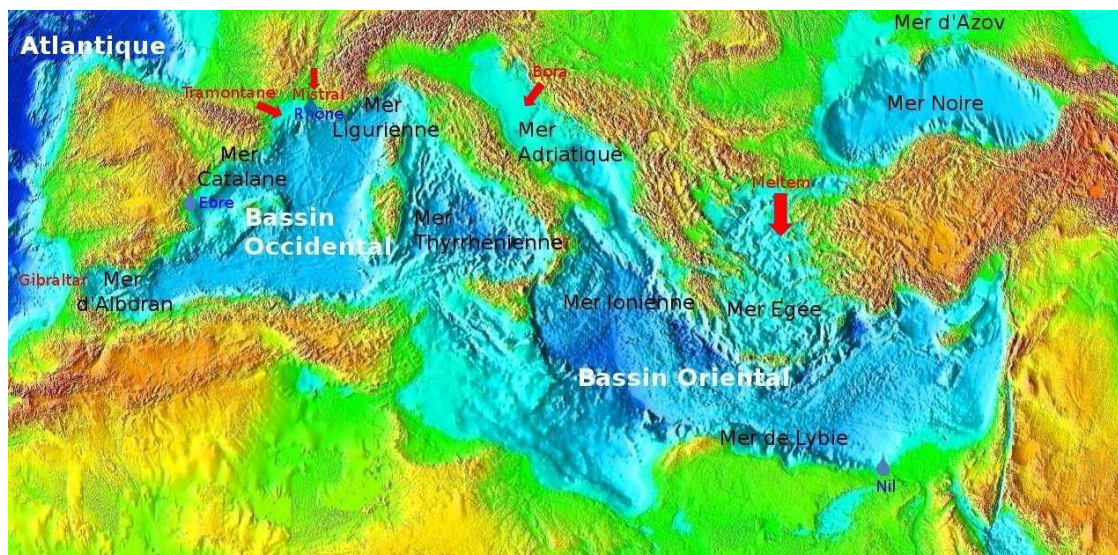 Mer d'Azov
Atlantique
Bora
Tramontane
Mistral
Rhône
Mer
Ligurienne
Mer Noire
Mer
Adriatique
Mer
Catalane
Meltem
Ebre
Bassin
Occidental
Mer
Thyrrhénienne
Gibraltar
Mer
d'Alboran
Mer Ionienne
Mer Egée
Bassin Oriental
Mer de Lybie
Nil